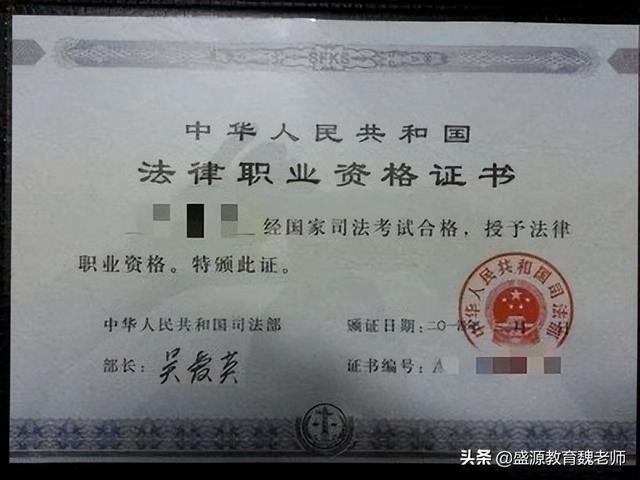 SFKS
中华人民共和国
法律职业资格证书
经国家司法考试合格，授予法律
职业资格。特颁此证。
中华人民共和国司法部
颁证日期：二〇一 年 二月 日
部长：吴爱英
证书编号：A
中华人民共和国司法部
头条 @盛源教育魏老师